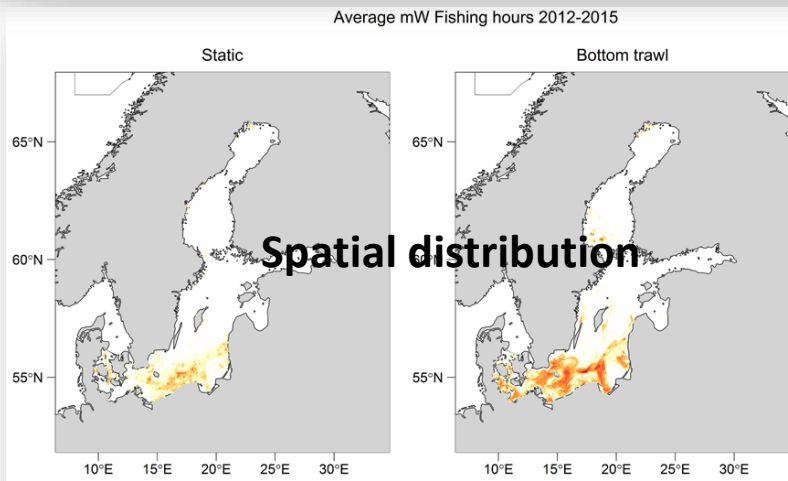 Average mW Fishing hours 2012-2015
Static
Bottom trawl
65°N
65°N
Spatial distribution
60°N
55°N
55°N
10°E 15°E 20°E 25°E 30°E
10°E 15°E 20°E 25°E 30°E